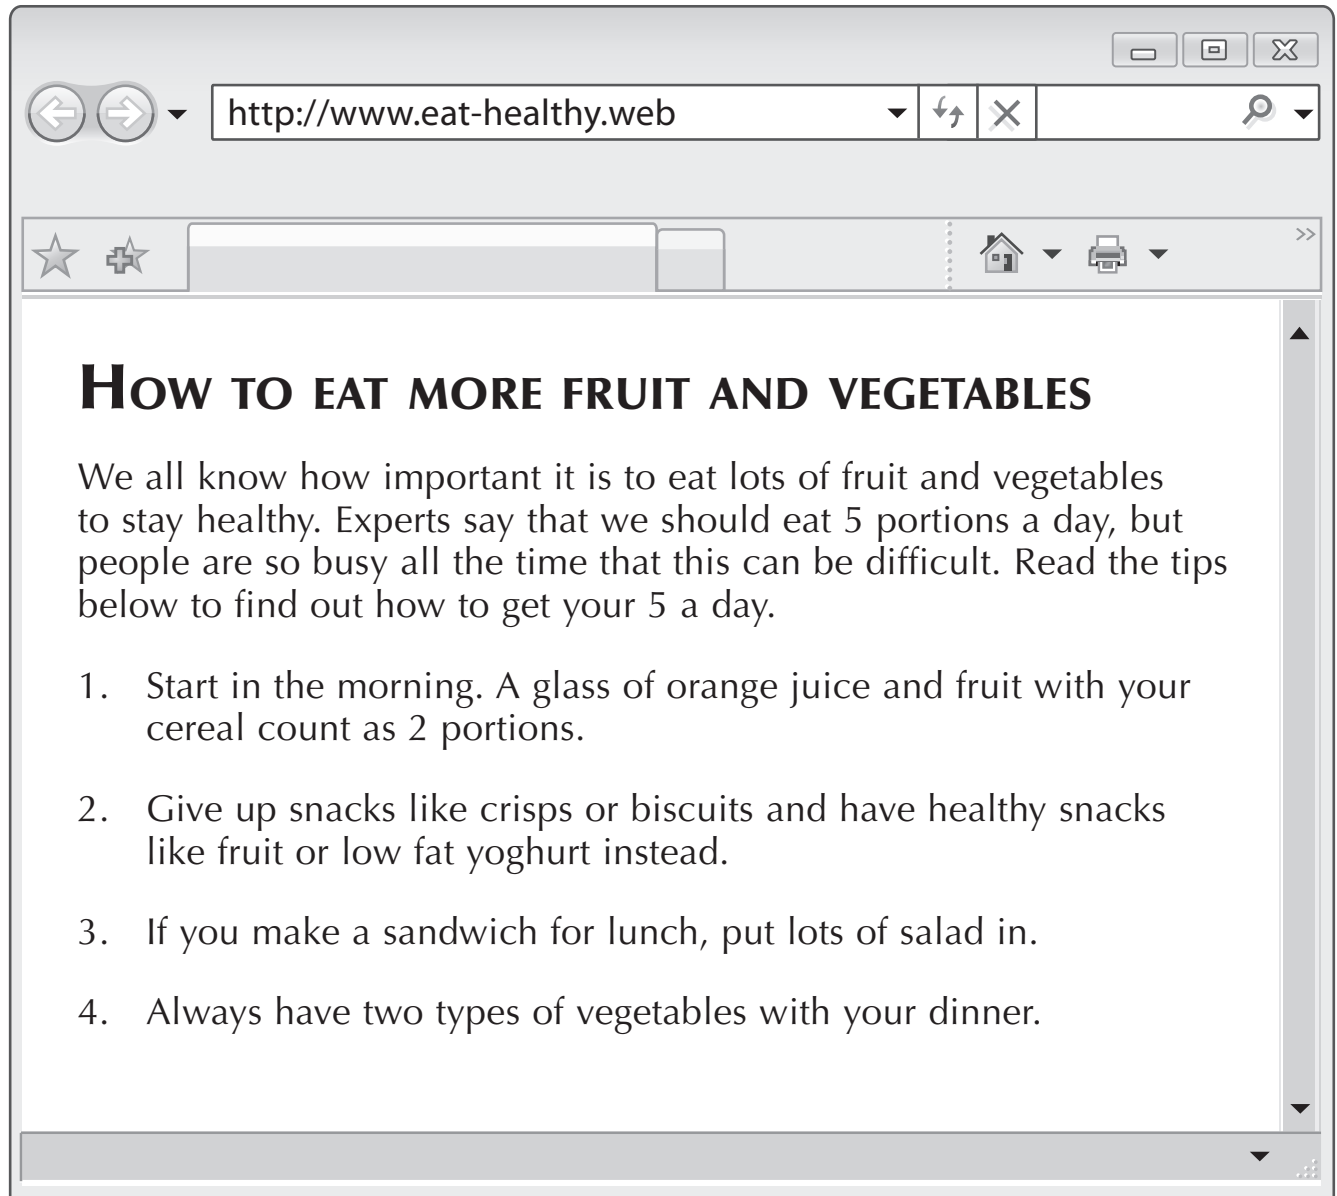 http://www.eat-healthy.web
How to eat more fruit and vegetables
We all know how important it is to eat lots of fruit and vegetables
to stay healthy. Experts say that we should eat 5 portions a day, but
people are so busy all the time that this can be difficult. Read the tips
below to find out how to get your 5 a day.
1. Start in the morning. A glass of orange juice and fruit with your
cereal count as 2 portions.
2. Give up snacks like crisps or biscuits and have healthy snacks
like fruit or low fat yoghurt instead.
3. If you make a sandwich for lunch, put lots of salad in.
4. Always have two types of vegetables with your dinner.